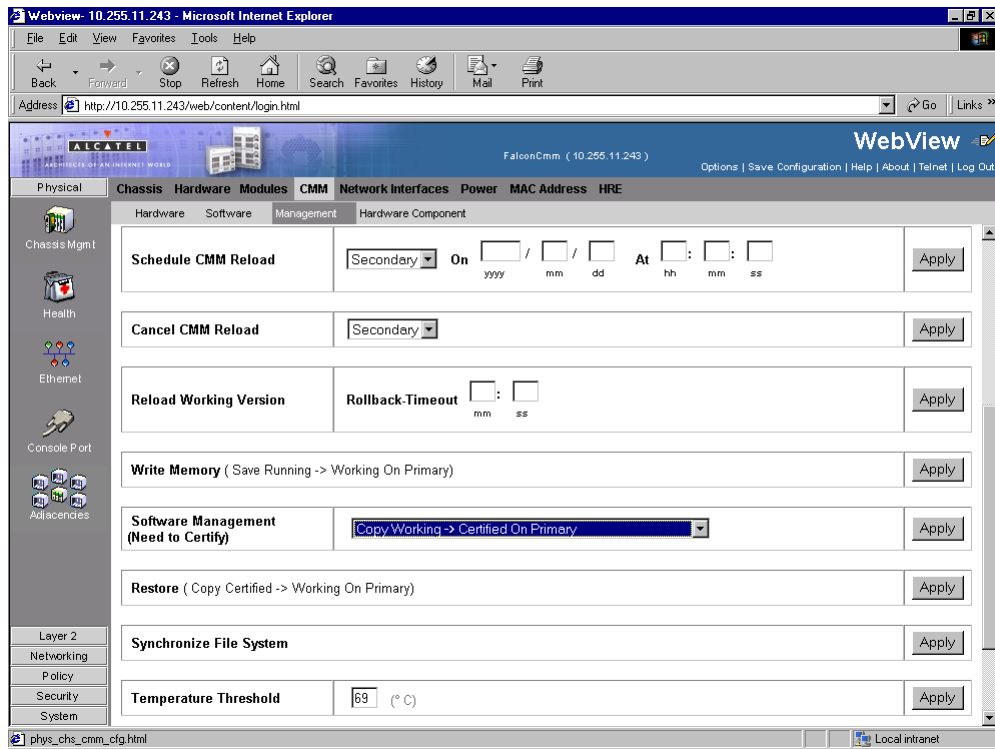 Webview- 10.255.11.243 - Microsoft Internet Explorer
File Edit View Favorites Tools Help
Back Forward Stop Refresh Home Search Favorites History Mail Print
Address http://10.255.11.243/web/content/login.html Go Links »
ALCATEL
ARCHITECTS OF AN INTERNET WORLD
FalconCmm ( 10.255.11.243 )
WebView
Options | Save Configuration | Help | About | Telnet | Log Out
Physical
Chassis Hardware Modules CMM Network Interfaces Power MAC Address HRE
Hardware Software Management Hardware Component
Chassis Mgmt
Health
Ethernet
Console Port
Adjacencies
Layer 2
Networking
Policy
Security
System
Schedule CMM Reload Secondary On / / At : : Apply
yyyy mm dd hh mm ss
Cancel CMM Reload Secondary Apply
Reload Working Version Rollback-Timeout : Apply
mm ss
Write Memory ( Save Running -> Working On Primary) Apply
Software Management
(Need to Certify) Copy Working -> Certified On Primary Apply
Restore ( Copy Certified -> Working On Primary) Apply
Synchronize File System Apply
Temperature Threshold 69 (° C) Apply
phys_chs_cmm_cfg.html Local intranet